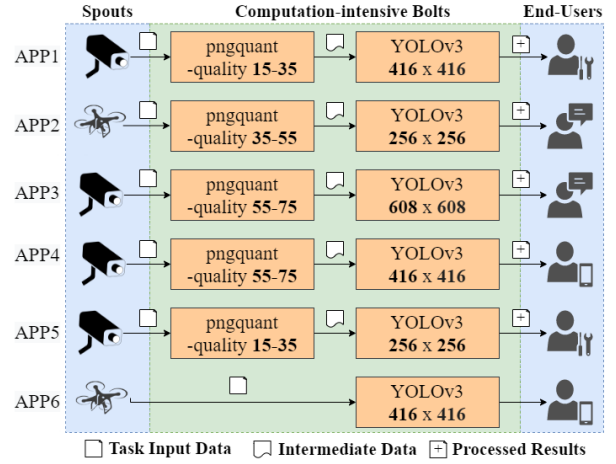 Spouts Computation-intensive Bolts End-Users
APP1
pngquant
-quality 15-35
YOLOv3
416 x 416
APP2
pngquant
-quality 35-55
YOLOv3
256 x 256
APP3
pngquant
-quality 55-75
YOLOv3
608 x 608
APP4
pngquant
-quality 55-75
YOLOv3
416 x 416
APP5
pngquant
-quality 15-35
YOLOv3
256 x 256
APP6
YOLOv3
416 x 416
Task Input Data Intermediate Data Processed Results